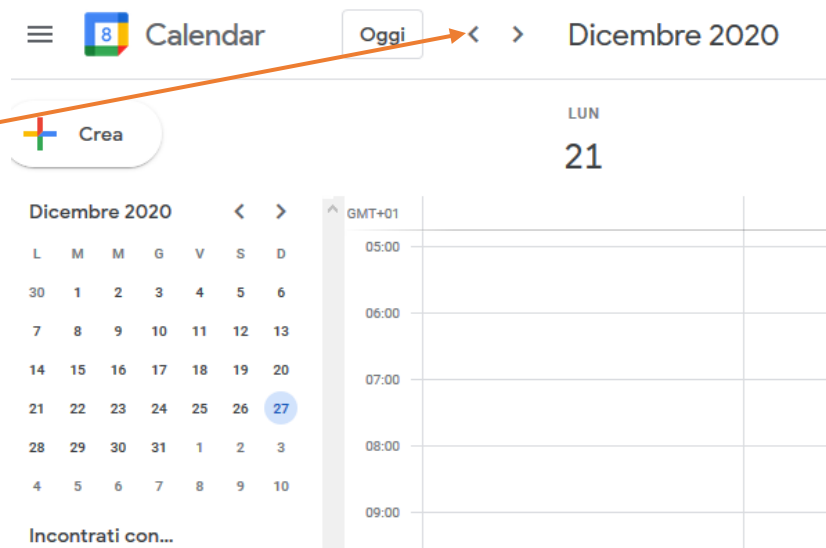 8 Calendar Oggi < > Dicembre 2020
Crea
LUN
21
Dicembre 2020 < >
L M M G V S D
30 1 2 3 4 5 6
7 8 9 10 11 12 13
14 15 16 17 18 19 20
21 22 23 24 25 26 27
28 29 30 31 1 2 3
4 5 6 7 8 9 10
Incontrati con...
GMT+01
05:00
06:00
07:00
08:00
09:00